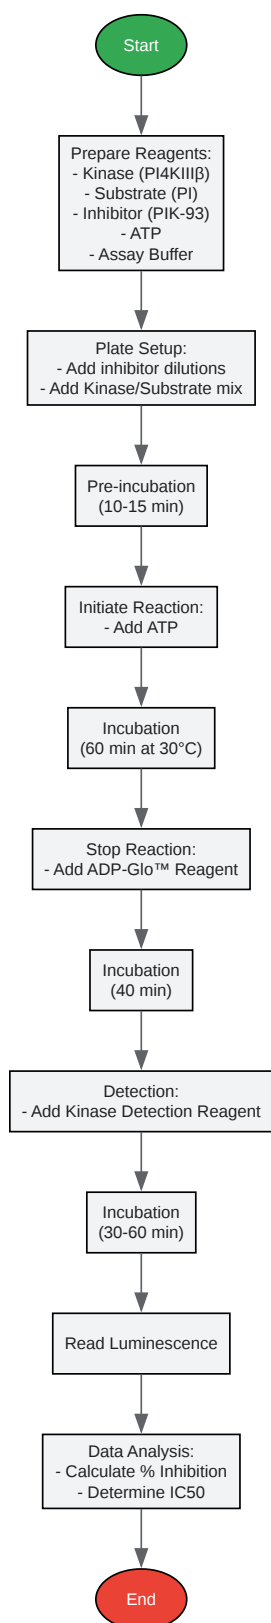 Start
Prepare Reagents:
- Kinase (PI4KIIIβ)
- Substrate (PI)
- Inhibitor (PIK-93)
- ATP
- Assay Buffer
Plate Setup:
- Add inhibitor dilutions
- Add Kinase/Substrate mix
Pre-incubation
(10-15 min)
Initiate Reaction:
- Add ATP
Incubation
(60 min at 30°C)
Stop Reaction:
- Add ADP-Glo™ Reagent
Incubation
(40 min)
Detection:
- Add Kinase Detection Reagent
Incubation
(30-60 min)
Read Luminescence
Data Analysis:
- Calculate % Inhibition
- Determine IC50
End